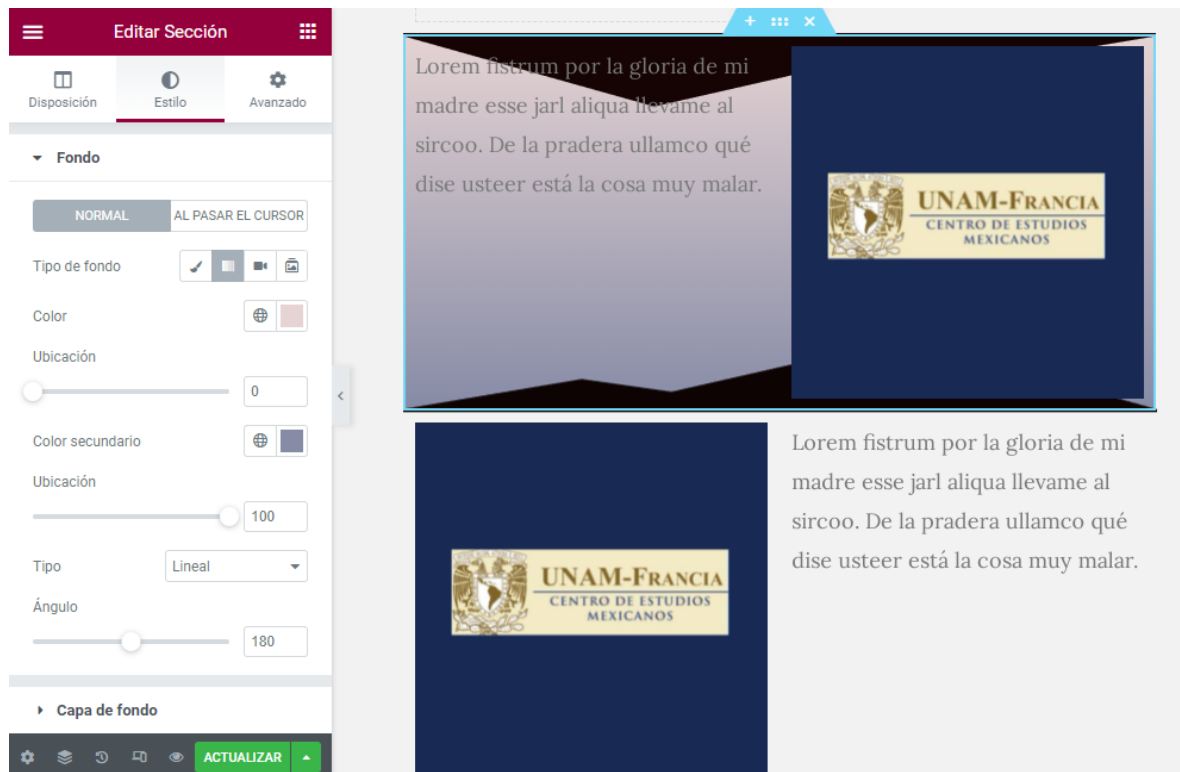 Editar Sección
Disposición
Estilo
Avanzado
Fondo
NORMAL
AL PASAR EL CURSOR
Tipo de fondo
Color
Ubicación
0
Color secundario
Ubicación
100
Tipo
Lineal
Ángulo
180
Capa de fondo
ACTUALIZAR
Lorem fistrum por la gloria de mi
madre esse jarl aliqua llevame al
sircoo. De la pradera ullamco qué
dise usteer está la cosa muy malar.
UNAM-FRANCIA
CENTRO DE ESTUDIOS
MEXICANOS
UNAM-FRANCIA
CENTRO DE ESTUDIOS
MEXICANOS
Lorem fistrum por la gloria de mi
madre esse jarl aliqua llevame al
sircoo. De la pradera ullamco qué
dise usteer está la cosa muy malar.